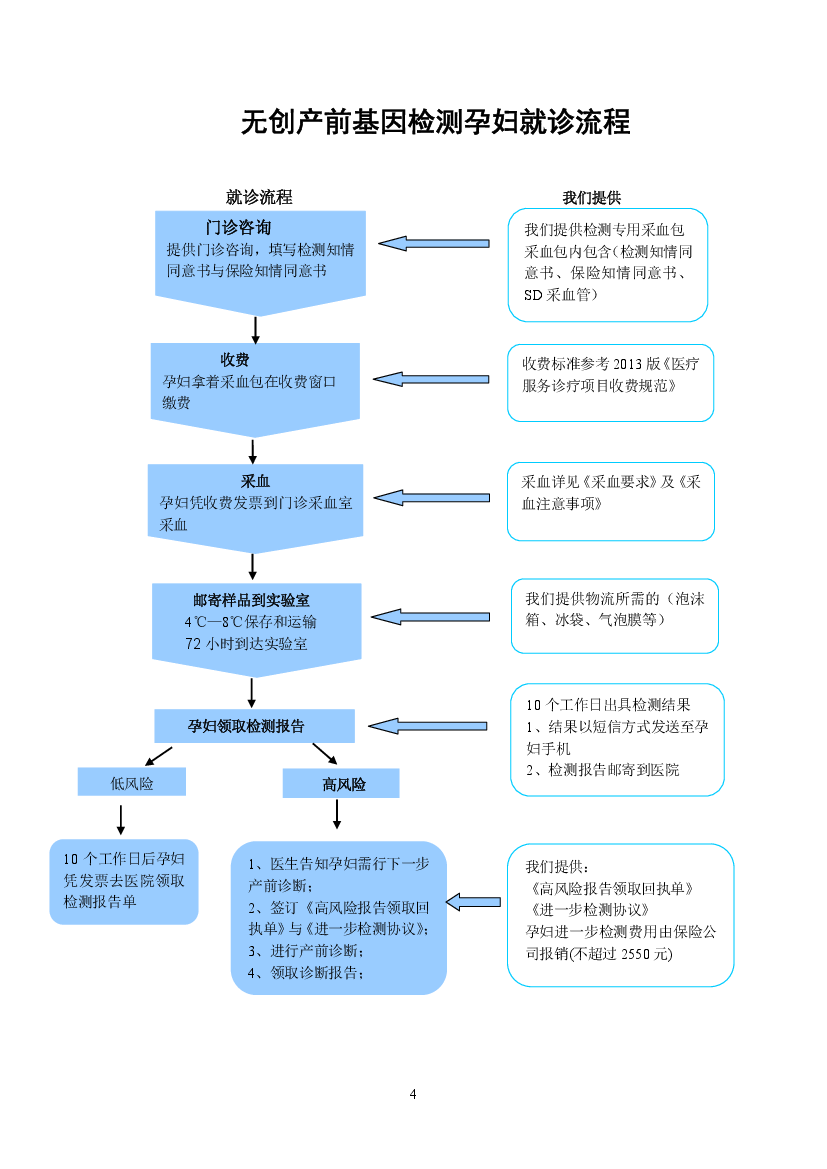 无创产前基因检测孕妇就诊流程
就诊流程
我们提供
门诊咨询
提供门诊咨询，填写检测知情
同意书与保险知情同意书
我们提供检测专用采血包
采血包内包含（检测知情同
意书、保险知情同意书、
SD 采血管）
收费
孕妇拿着采血包在收费窗口
缴费
收费标准参考 2013 版《医疗
服务诊疗项目收费规范》
采血
孕妇凭收费发票到门诊采血室
采血
采血详见《采血要求》及《采
血注意事项》
邮寄样品到实验室
4℃—8℃保存和运输
72 小时到达实验室
我们提供物流所需的（泡沫
箱、冰袋、气泡膜等）
孕妇领取检测报告
10 个工作日出具检测结果
1、结果以短信方式发送至孕
妇手机
2、检测报告邮寄到医院
低风险
高风险
10 个工作日后孕妇
凭发票去医院领取
检测报告单
1、医生告知孕妇需行下一步
产前诊断；
2、签订《高风险报告领取回
执单》与《进一步检测协议》；
3、进行产前诊断；
4、领取诊断报告；
我们提供：
《高风险报告领取回执单》
《进一步检测协议》
孕妇进一步检测费用由保险公
司报销(不超过 2550 元)
4